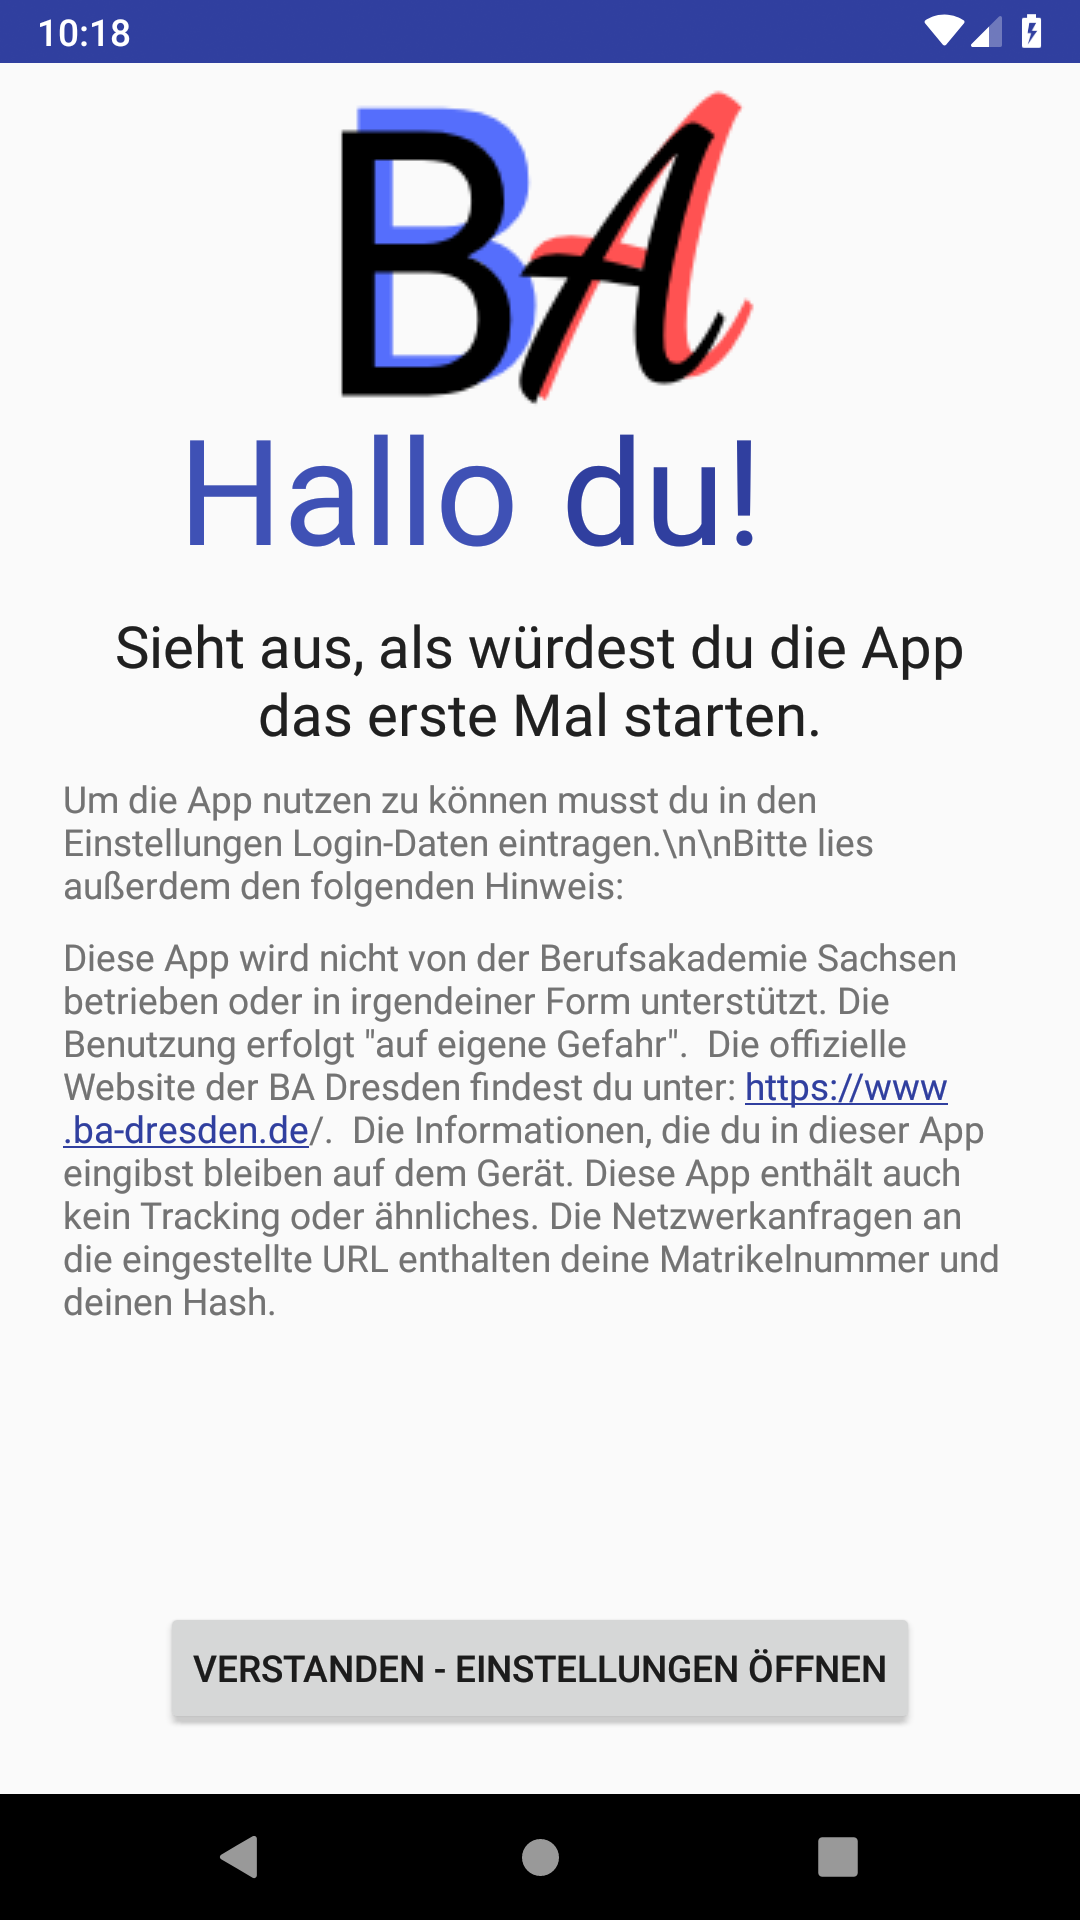 10:18
BA
Hallo du!
Sieht aus, als würdest du die App
das erste Mal starten.
Um die App nutzen zu können musst du in den
Einstellungen Login-Daten eintragen.\n\nBitte lies
außerdem den folgenden Hinweis:
Diese App wird nicht von der Berufsakademie Sachsen
betrieben oder in irgendeiner Form unterstützt. Die
Benutzung erfolgt "auf eigene Gefahr".  Die offizielle
Website der BA Dresden findest du unter: https://www
.ba-dresden.de/.  Die Informationen, die du in dieser App
eingibst bleiben auf dem Gerät. Diese App enthält auch
kein Tracking oder ähnliches. Die Netzwerkanfragen an
die eingestellte URL enthalten deine Matrikelnummer und
deinen Hash.
VERSTANDEN - EINSTELLUNGEN ÖFFNEN